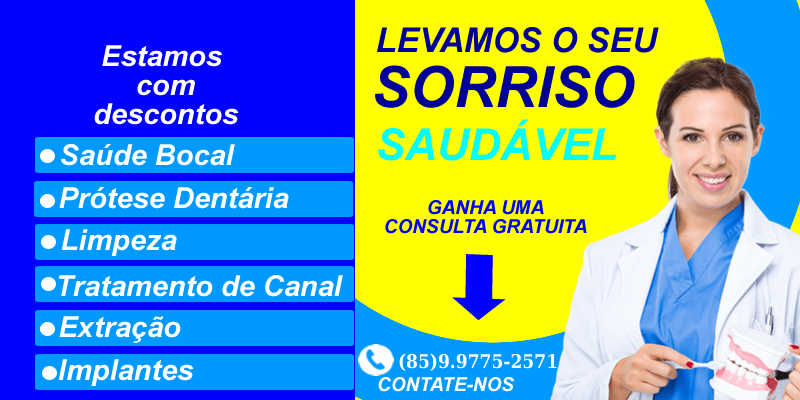 Estamos
com
descontos
Saúde Bocal
Prótese Dentária
Limpeza
Tratamento de Canal
Extração
Implantes
LEVAMOS O SEU
SORRISO
SAUDÁVEL
GANHA UMA
CONSULTA GRATUITA
(85)9.9775-2571
CONTATE-NOS